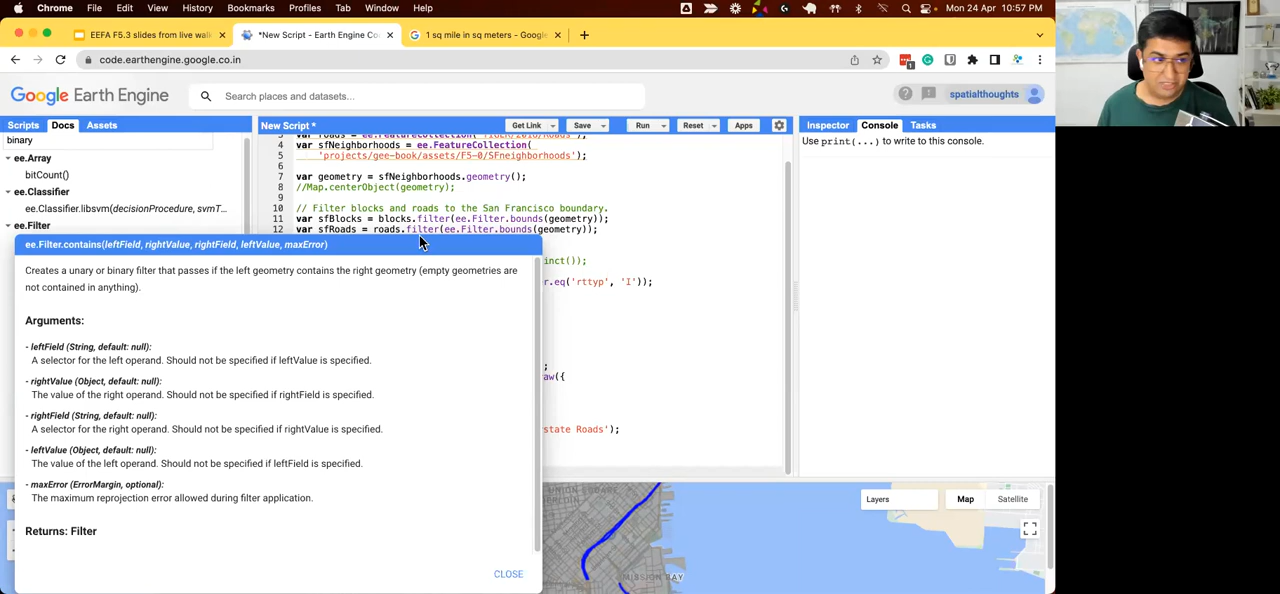 Chrome File Edit View History Bookmarks Profiles Tab Window Help Mon 24 Apr 10:57 PM
EEFA F5.3 slides from live wal
*New Script - Earth Engine Co
1 sq mile in sq meters - Google
code.earthengine.google.co.in
Google Earth Engine
Search places and datasets...
spatialthoughts
Scripts Docs Assets
binary
ee.Array
bitCount()
ee.Classifier
ee.Classifier.libsvm(decisionProcedure, svmT...
ee.Filter
New Script *
Get Link Save Run Reset Apps
3 var roads = ee.FeatureCollection('TIGER/2016/Roads');
4 var sfNeighborhoods = ee.FeatureCollection(
5 'projects/gee-book/assets/F5-0/SFneighborhoods');
6
7 var geometry = sfNeighborhoods.geometry();
8 //Map.centerObject(geometry);
9
10 // Filter blocks and roads to the San Francisco boundary.
11 var sfBlocks = blocks.filter(ee.Filter.bounds(geometry));
12 var sfRoads = roads.filter(ee.Filter.bounds(geometry));
inct());
r.eq('rttyp', 'I'));
;
aw({
state Roads');
ee.Filter.contains(leftField, rightValue, rightField, leftValue, maxError)
Creates a unary or binary filter that passes if the left geometry contains the right geometry (empty geometries are
not contained in anything).
Arguments:
- leftField (String, default: null):
A selector for the left operand. Should not be specified if leftValue is specified.
- rightValue (Object, default: null):
The value of the right operand. Should not be specified if rightField is specified.
- rightField (String, default: null):
A selector for the right operand. Should not be specified if rightValue is specified.
- leftValue (Object, default: null):
The value of the left operand. Should not be specified if leftField is specified.
- maxError (ErrorMargin, optional):
The maximum reprojection error allowed during filter application.
Returns: Filter
CLOSE
Inspector Console Tasks
Use print(...) to write to this console.
Layers
Map Satellite
UNION SQUARE
MISSION BAY